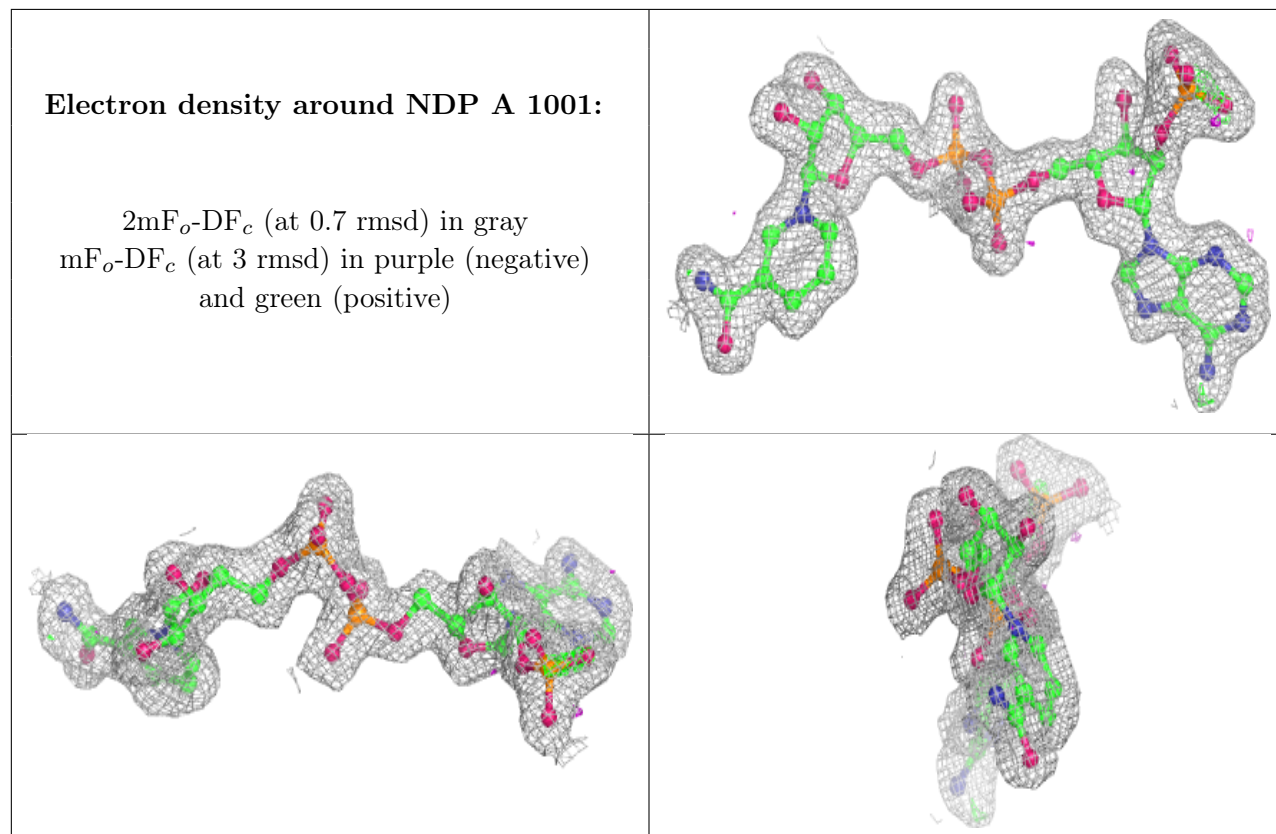 Electron density around NDP A 1001:
2mFₒ-DF𝒸 (at 0.7 rmsd) in gray
mFₒ-DF𝒸 (at 3 rmsd) in purple (negative)
and green (positive)